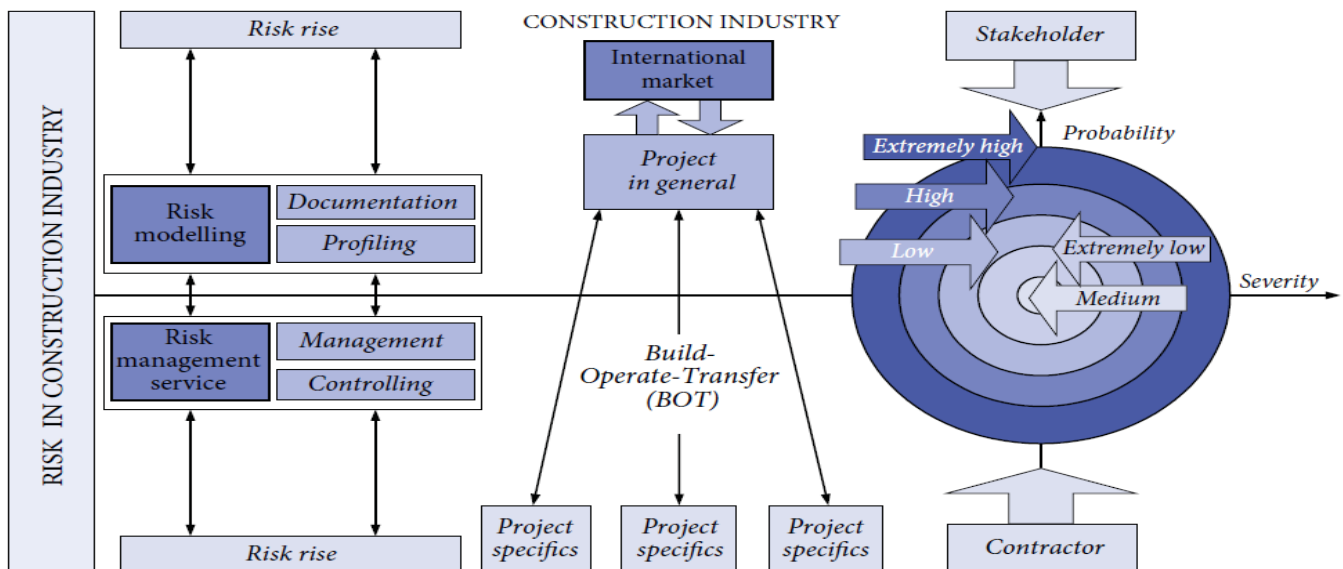 RISK IN CONSTRUCTION INDUSTRY
Risk rise
Risk
modelling
Documentation
Profiling
Risk
management
service
Management
Controlling
Risk rise
CONSTRUCTION INDUSTRY
International
market
Project
in general
Build-
Operate-Transfer
(BOT)
Project
specifics
Project
specifics
Project
specifics
Stakeholder
Probability
Extremely high
High
Low
Extremely low
Medium
Severity
Contractor